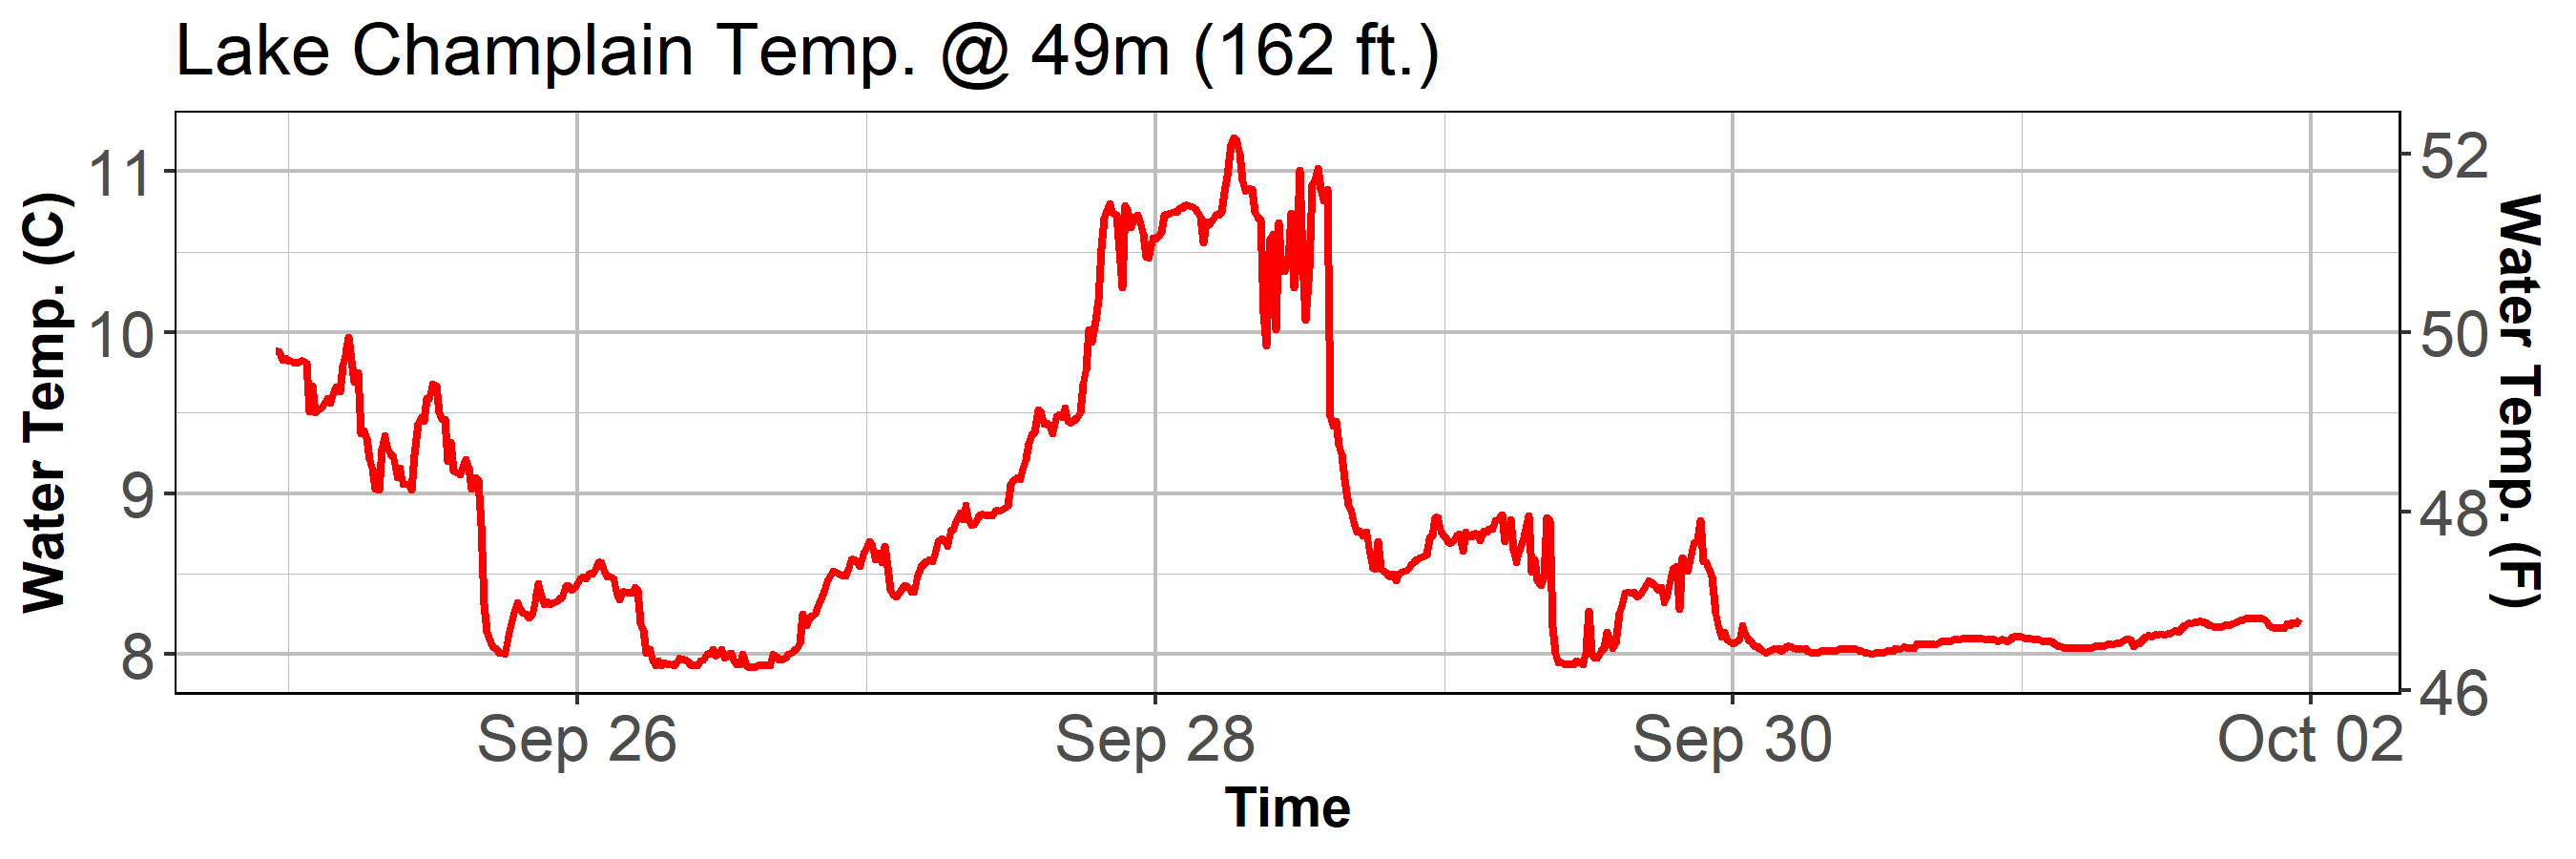 Lake Champlain Temp. @ 49m (162 ft.)
Water Temp. (C)
11
10
9
8
52
50
48
46
Water Temp. (F)
Sep 26
Sep 28
Sep 30
Oct 02
Time